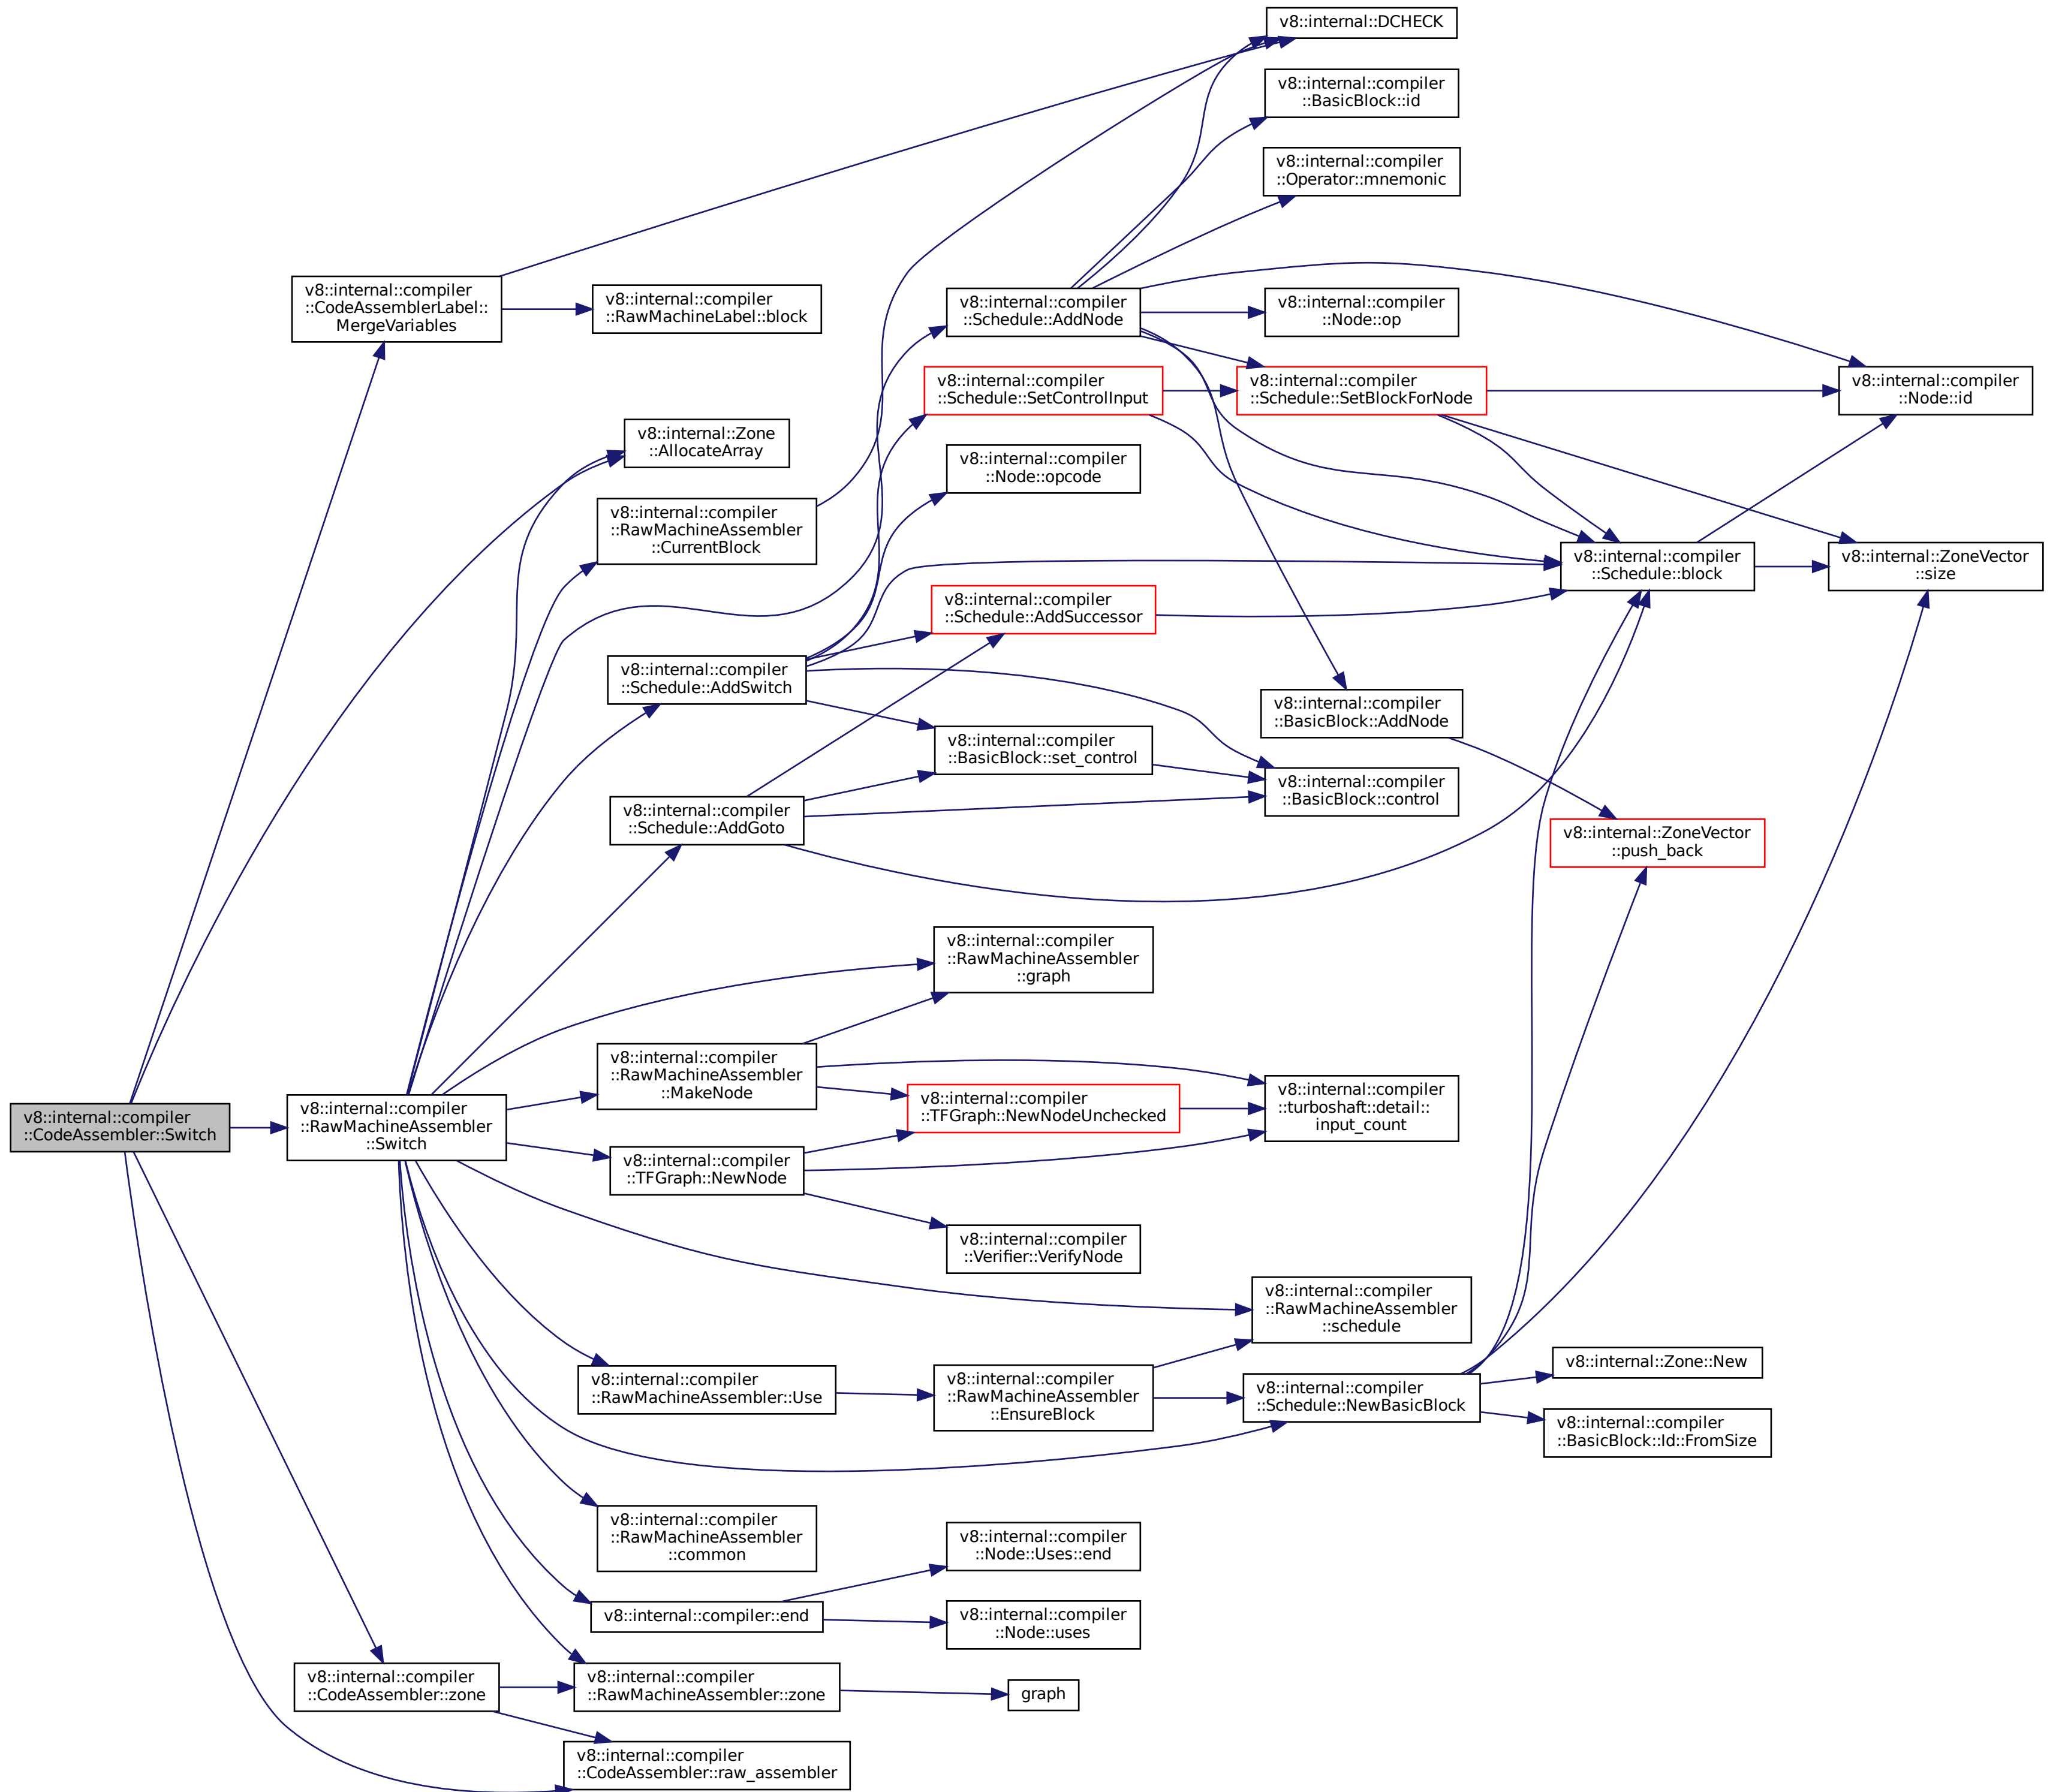 v8::internal::DCHECK
v8::internal::compiler
::BasicBlock::id
v8::internal::compiler
::Operator::mnemonic
v8::internal::compiler
::CodeAssemblerLabel::
MergeVariables
v8::internal::compiler
::RawMachineLabel::block
v8::internal::compiler
::Schedule::AddNode
v8::internal::compiler
::Node::op
v8::internal::compiler
::Schedule::SetControlInput
v8::internal::compiler
::Schedule::SetBlockForNode
v8::internal::compiler
::Node::id
v8::internal::Zone
::AllocateArray
v8::internal::compiler
::Node::opcode
v8::internal::compiler
::RawMachineAssembler
::CurrentBlock
v8::internal::compiler
::Schedule::block
v8::internal::ZoneVector
::size
v8::internal::compiler
::Schedule::AddSuccessor
v8::internal::compiler
::Schedule::AddSwitch
v8::internal::compiler
::BasicBlock::AddNode
v8::internal::compiler
::BasicBlock::set_control
v8::internal::compiler
::BasicBlock::control
v8::internal::compiler
::Schedule::AddGoto
v8::internal::ZoneVector
::push_back
v8::internal::compiler
::RawMachineAssembler
::graph
v8::internal::compiler
::RawMachineAssembler
::MakeNode
v8::internal::compiler
::TFGraph::NewNodeUnchecked
v8::internal::compiler
::turboshaft::detail::
input_count
v8::internal::compiler
::CodeAssembler::Switch
v8::internal::compiler
::RawMachineAssembler
::Switch
v8::internal::compiler
::TFGraph::NewNode
v8::internal::compiler
::Verifier::VerifyNode
v8::internal::compiler
::RawMachineAssembler
::schedule
v8::internal::compiler
::RawMachineAssembler::Use
v8::internal::compiler
::RawMachineAssembler
::EnsureBlock
v8::internal::compiler
::Schedule::NewBasicBlock
v8::internal::Zone::New
v8::internal::compiler
::BasicBlock::Id::FromSize
v8::internal::compiler
::RawMachineAssembler
::common
v8::internal::compiler
::Node::Uses::end
v8::internal::compiler::end
v8::internal::compiler
::Node::uses
v8::internal::compiler
::CodeAssembler::zone
v8::internal::compiler
::RawMachineAssembler::zone
graph
v8::internal::compiler
::CodeAssembler::raw_assembler